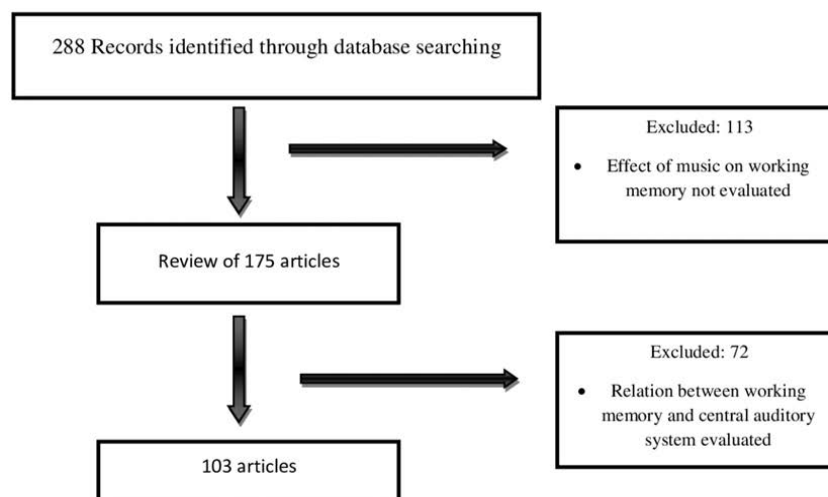 288 Records identified through database searching
Excluded: 113
• Effect of music on working
memory not evaluated
Review of 175 articles
Excluded: 72
• Relation between working
memory and central auditory
system evaluated
103 articles